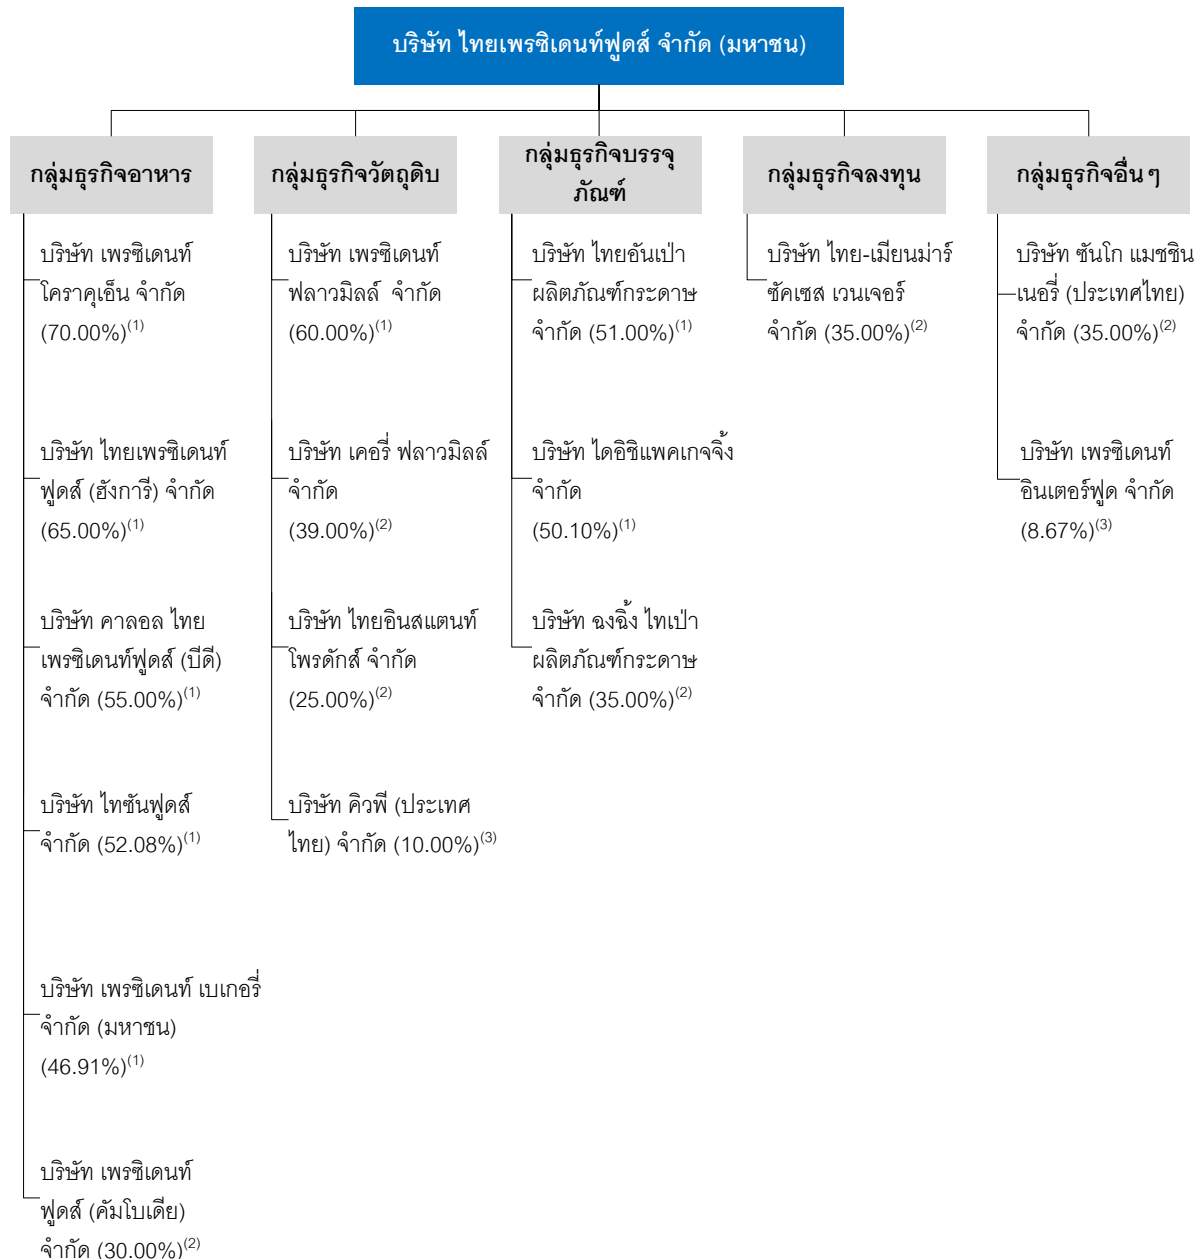 บริษัท ไทยเพรซิเดนท์ฟูดส์ จำกัด (มหาชน)
กลุ่มธุรกิจอาหาร
บริษัท เพรซิเดนท์
โคราคุเอ็น จำกัด
(70.00%)(1)
บริษัท ไทยเพรซิเดนท์
ฟูดส์ (ฮังการี) จำกัด
(65.00%)(1)
บริษัท คาลอล ไทย
เพรซิเดนท์ฟูดส์ (บีดี)
จำกัด (55.00%)(1)
บริษัท ไทซันฟูดส์
จำกัด (52.08%)(1)
บริษัท เพรซิเดนท์ เบเกอรี่
จำกัด (มหาชน)
(46.91%)(1)
บริษัท เพรซิเดนท์
ฟูดส์ (คัมโบเดีย)
จำกัด (30.00%)(2)
กลุ่มธุรกิจวัตถุดิบ
บริษัท เพรซิเดนท์
ฟลาวมิลล์ จำกัด
(60.00%)(1)
บริษัท เคอรี่ ฟลาวมิลล์
จำกัด
(39.00%)(2)
บริษัท ไทยอินสแตนท์
โพรดักส์ จำกัด
(25.00%)(2)
บริษัท คิวพี (ประเทศ
ไทย) จำกัด (10.00%)(3)
กลุ่มธุรกิจบรรจุ
ภัณฑ์
บริษัท ไทยอันเป่า
ผลิตภัณฑ์กระดาษ
จำกัด (51.00%)(1)
บริษัท ไดอิชิแพคเกจจิ้ง
จำกัด
(50.10%)(1)
บริษัท ฉงฉิ้ง ไทเป่า
ผลิตภัณฑ์กระดาษ
จำกัด (35.00%)(2)
กลุ่มธุรกิจลงทุน
บริษัท ไทย-เมียนม่าร์
ซัคเซส เวนเจอร์
จำกัด (35.00%)(2)
กลุ่มธุรกิจอื่น ๆ
บริษัท ซันโก แมชชิน
เนอรี่ (ประเทศไทย)
จำกัด (35.00%)(2)
บริษัท เพรซิเดนท์
อินเตอร์ฟูด จำกัด
(8.67%)(3)